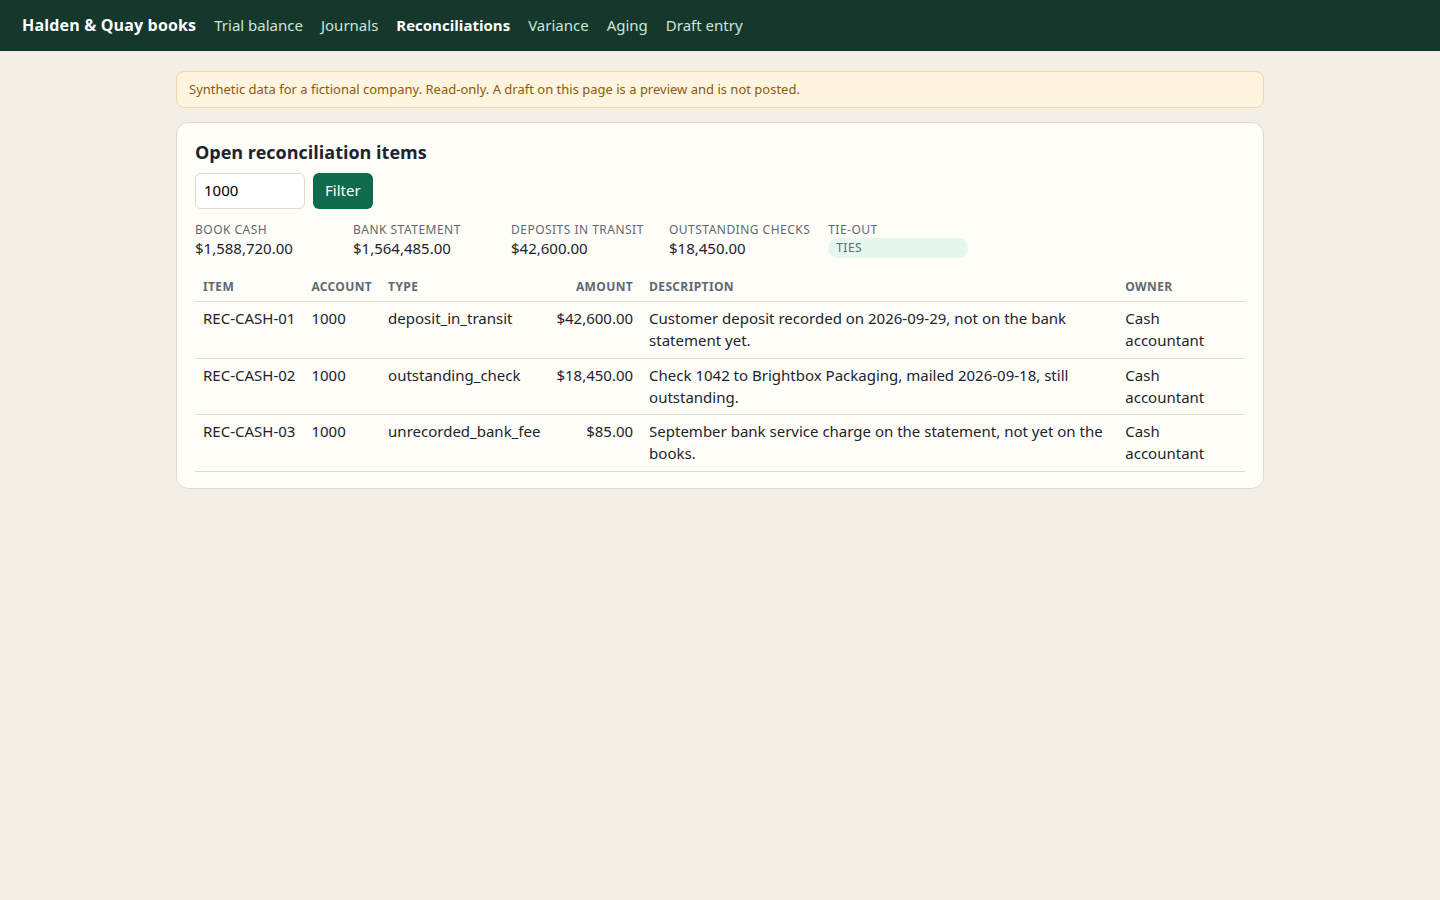 Halden & Quay books Trial balance Journals Reconciliations Variance Aging Draft entry
Synthetic data for a fictional company. Read-only. A draft on this page is a preview and is not posted.
Open reconciliation items
1000 Filter
BOOK CASH BANK STATEMENT DEPOSITS IN TRANSIT OUTSTANDING CHECKS TIE-OUT
$1,588,720.00 $1,564,485.00 $42,600.00 $18,450.00 TIES
ITEM ACCOUNT TYPE AMOUNT DESCRIPTION OWNER
REC-CASH-01 1000 deposit_in_transit $42,600.00 Customer deposit recorded on 2026-09-29, not on the bank Cash
statement yet. accountant
REC-CASH-02 1000 outstanding_check $18,450.00 Check 1042 to Brightbox Packaging, mailed 2026-09-18, still Cash
outstanding. accountant
REC-CASH-03 1000 unrecorded_bank_fee $85.00 September bank service charge on the statement, not yet on the Cash
books. accountant